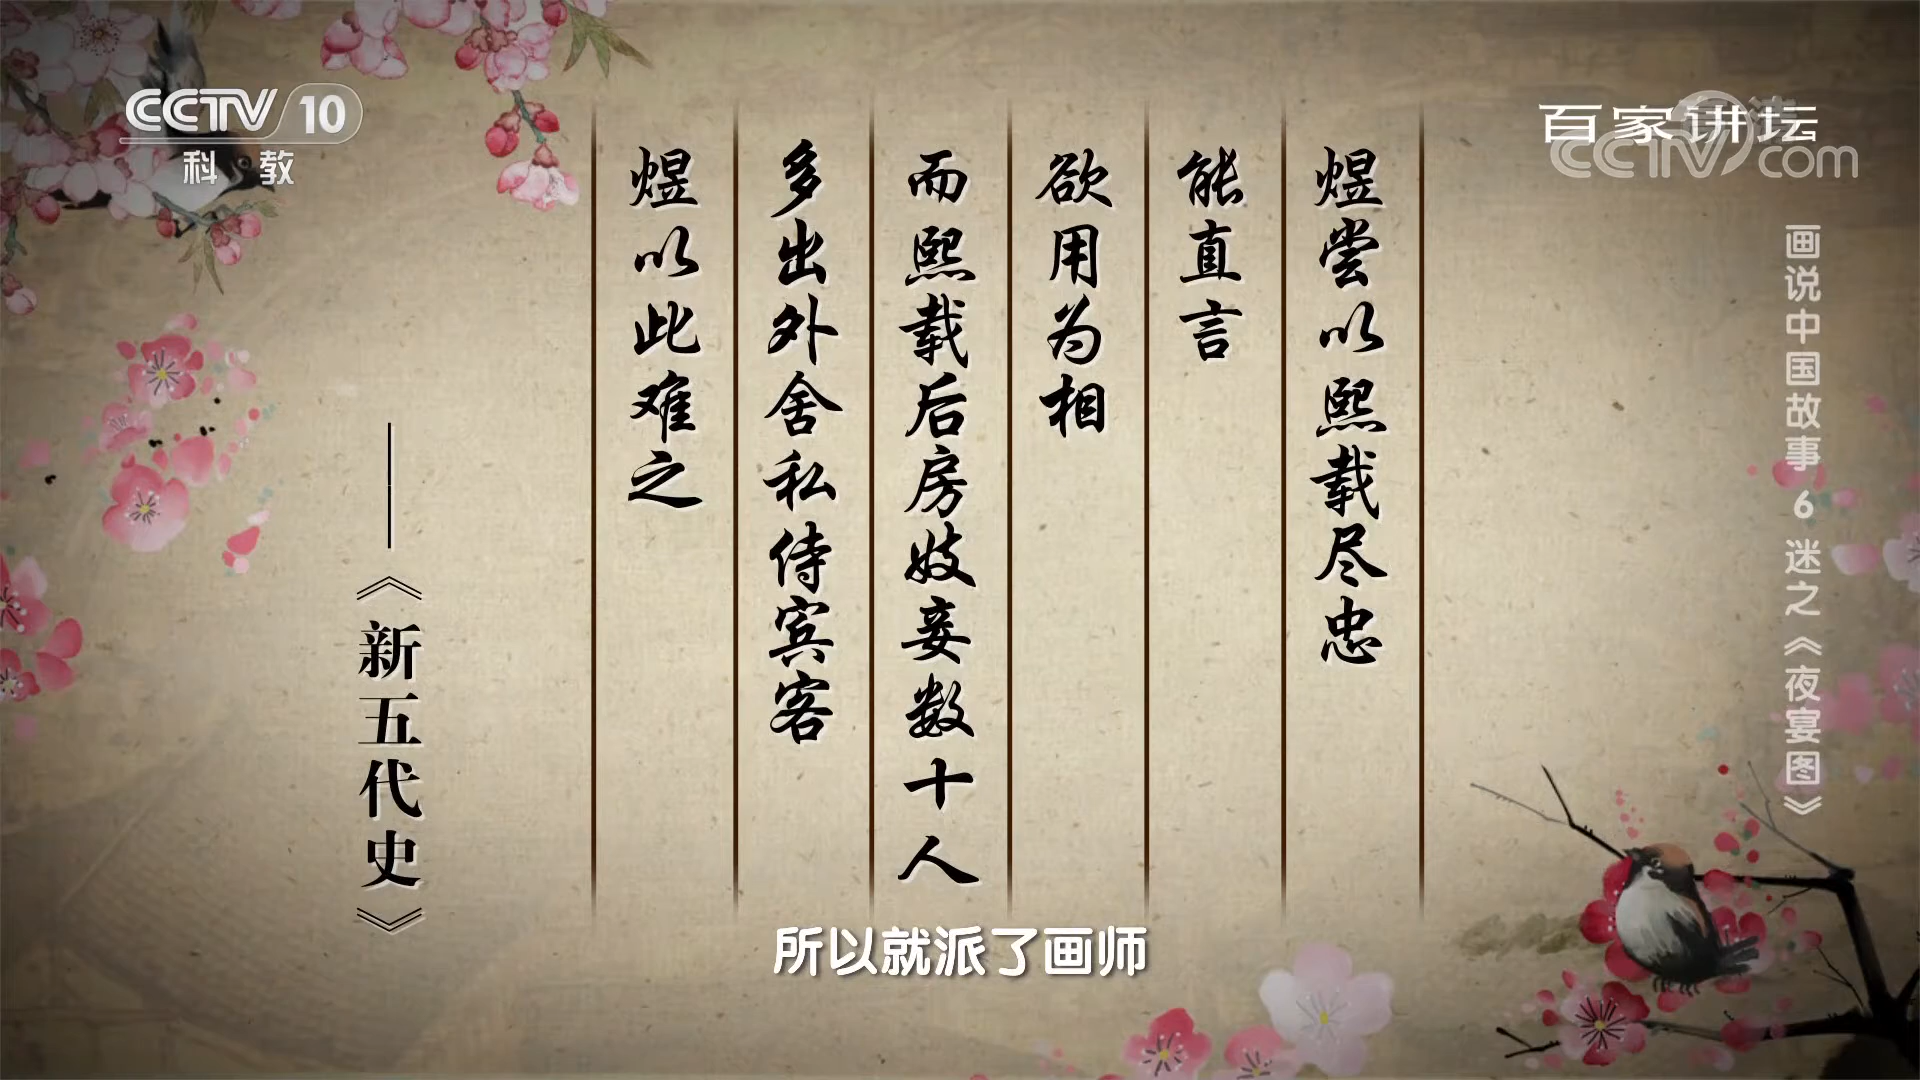 CCTV 10
科教
百家讲坛
CCTV.com
画说中国故事 6 迷之《夜宴图》
煜尝以熙载尽忠
能直言
欲用为相
而熙载后房妓妾数十人
多出外舍私侍宾客
煜以此难之
——《新五代史》
所以就派了画师